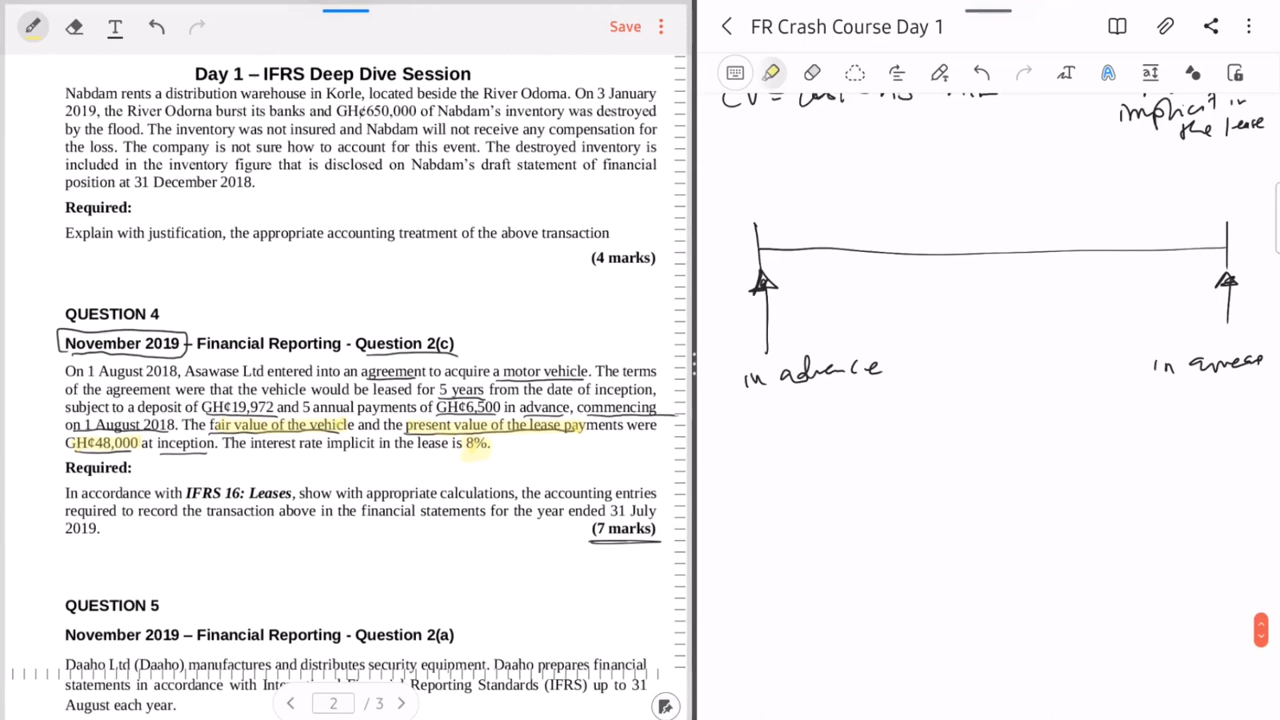 Save
Day 1 – IFRS Deep Dive Session
Nabdam rents a distribution warehouse in Korle, located beside the River Odoma. On 3 January
2019, the River Odorna burst its banks and GH¢650,000 of Nabdam's inventory was destroyed
by the flood. The inventory was not insured and Nabdam will not receive any compensation for
the loss. The company is not sure how to account for this event. The destroyed inventory is
included in the inventory figure that is disclosed on Nabdam's draft statement of financial
position at 31 December 2018.
Required:
Explain with justification, the appropriate accounting treatment of the above transaction
(4 marks)
QUESTION 4
November 2019 – Financial Reporting - Question 2(c)
On 1 August 2018, Asawase Ltd entered into an agreement to acquire a motor vehicle. The terms
of the agreement were that the vehicle would be leased for 5 years from the date of inception,
subject to a deposit of GH¢19,972 and 5 annual payments of GH¢6,500 in advance, commencing
on 1 August 2018. The fair value of the vehicle and the present value of the lease payments were
GH¢48,000 at inception. The interest rate implicit in the lease is 8%.
Required:
In accordance with IFRS 16: Leases, show with appropriate calculations, the accounting entries
required to record the transaction above in the financial statements for the year ended 31 July
2019. (7 marks)
QUESTION 5
November 2019 – Financial Reporting - Question 2(a)
Daaho Ltd (Daaho) manufactures and distributes security equipment. Daaho prepares financial
statements in accordance with Inte Reporting Standards (IFRS) up to 31
August each year.
2 / 3
FR Crash Course Day 1
implicit in
the lease
in advance
in arrears